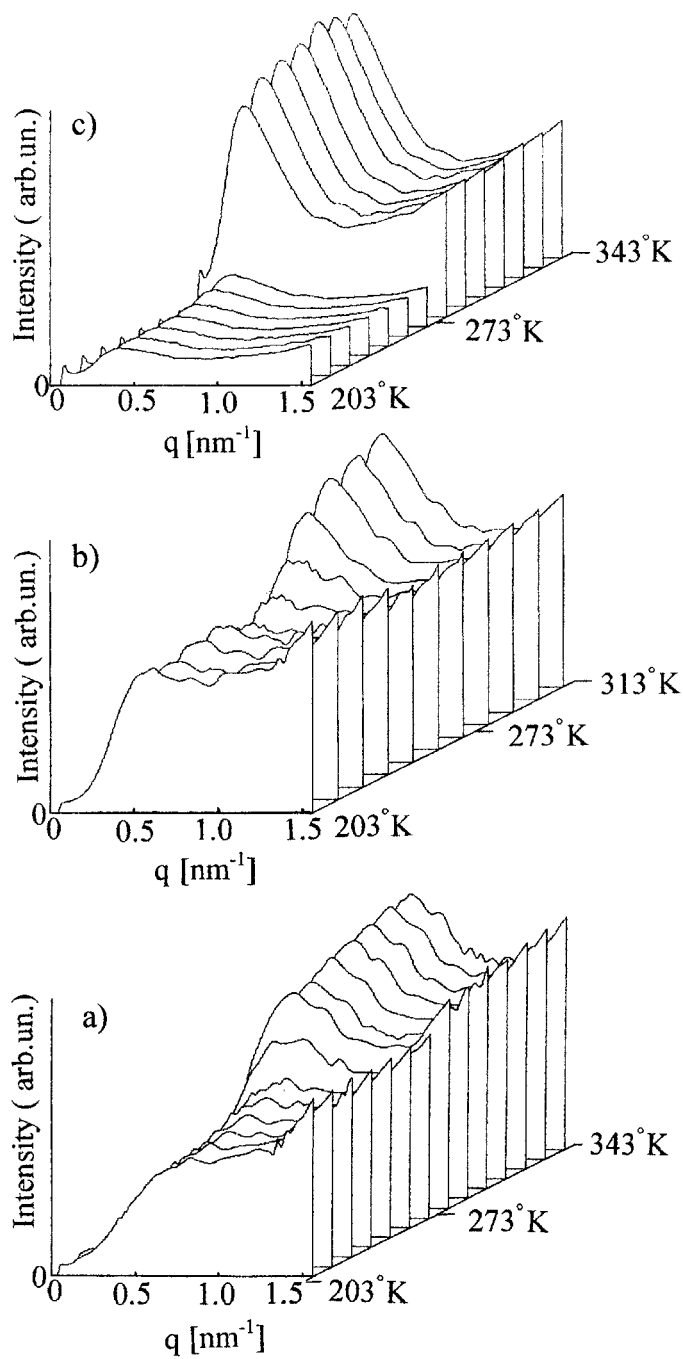 c)
Intensity ( arb.un.)
343°K
273°K
203°K
0
0 0.5 1.0 1.5
q [nm⁻¹]
b)
Intensity ( arb.un.)
313°K
273°K
203°K
0
0 0.5 1.0 1.5
q [nm⁻¹]
a)
Intensity ( arb.un.)
343°K
273°K
203°K
0
0 0.5 1.0 1.5
q [nm⁻¹]